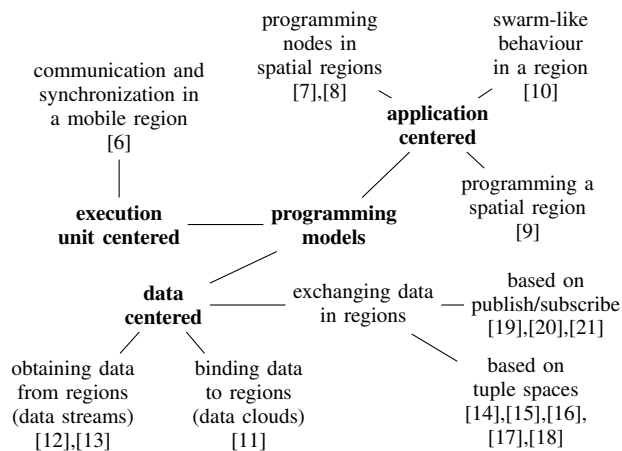 programming
nodes in
spatial regions
[7],[8]
swarm-like
behaviour
in a region
[10]
communication and
synchronization in
a mobile region
[6]
application
centered
programming a
spatial region
[9]
execution
unit centered
programming
models
data
centered
exchanging data
in regions
based on
publish/subscribe
[19],[20],[21]
obtaining data
from regions
(data streams)
[12],[13]
binding data
to regions
(data clouds)
[11]
based on
tuple spaces
[14],[15],[16],
[17],[18]